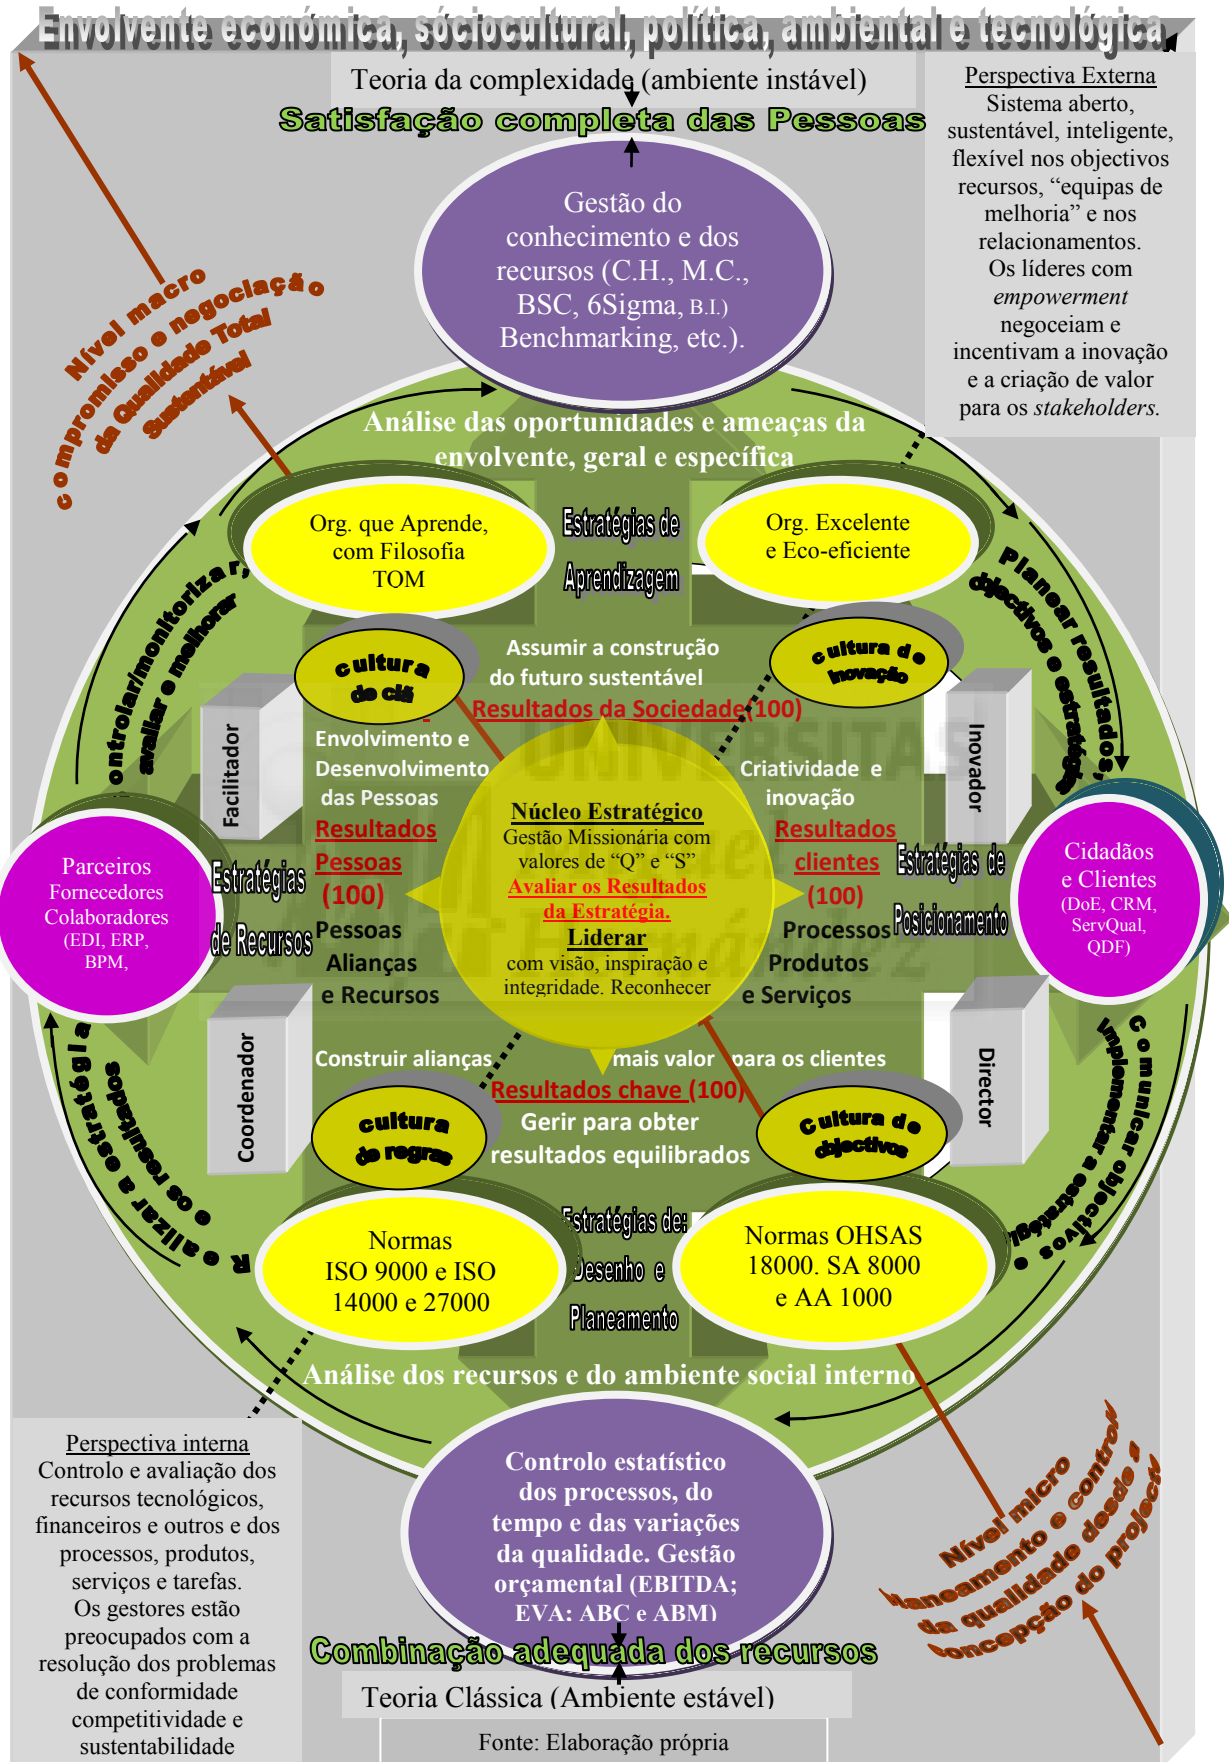 Envolvente económica, sóciocultural, política, ambiental e tecnológica,
Teoria da complexidade (ambiente instável)
Satisfação completa das Pessoas
Perspectiva Externa
Sistema aberto,
sustentável, inteligente,
flexível nos objectivos
recursos, “equipas de
melhoria” e nos
relacionamentos.
Os líderes com
empowerment
negoceiam e
incentivam a inovação
e a criação de valor
para os stakeholders.
Gestão do
conhecimento e dos
recursos (C.H., M.C.,
BSC, 6Sigma, B.I.)
Benchmarking, etc.).
Nível macro
compromisso e negociação
da Qualidade Total
Sustentável
Análise das oportunidades e ameaças da
envolvente, geral e específica
Org. que Aprende,
com Filosofia
TOM
Estratégias de
Aprendizagem
Org. Excelente
e Eco-eficiente
ontrolar/monitorizar,
avaliar e melhorar
Planear resultados,
objectivos e estratégias
cultura
de clã
Assumir a construção
do futuro sustentável
Resultados da Sociedade(100)
cultura de
Inovação
Facilitador
Inovador
UNIVERSITAS
Miguel
Hernández
Envolvimento e
Desenvolvimento
das Pessoas
Resultados
Pessoas
(100)
Pessoas
Alianças
e Recursos
Criatividade e
inovação
Resultados
clientes
(100)
Processos
Produtos
e Serviços
Núcleo Estratégico
Gestão Missionária com
valores de “Q” e “S”
Avaliar os Resultados
da Estratégia.
Liderar
com visão, inspiração e
integridade. Reconhecer
Parceiros
Fornecedores
Colaboradores
(EDI, ERP,
BPM,
Estratégias
de Recursos
Estratégias de
Posicionamento
Cidadãos
e Clientes
(DoE, CRM,
ServQual,
QDF)
Coordenador
Director
Construir alianças
mais valor para os clientes
Resultados chave (100)
Gerir para obter
resultados equilibrados
Realizar a estratégia
e os resultados
Comunicar objectivos e
Implementar a estratégia
cultura
de regras
Cultura de
objectivos
Normas
ISO 9000 e ISO
14000 e 27000
Estratégias de:
Desenho e
Planeamento
Normas OHSAS
18000. SA 8000
e AA 1000
Análise dos recursos e do ambiente social interno
Perspectiva interna
Controlo e avaliação dos
recursos tecnológicos,
financeiros e outros e dos
processos, produtos,
serviços e tarefas.
Os gestores estão
preocupados com a
resolução dos problemas
de conformidade
competitividade e
sustentabilidade
Controlo estatístico
dos processos, do
tempo e das variações
da qualidade. Gestão
orçamental (EBITDA;
EVA; ABC e ABM)
Nível micro
laneamento e control
da qualidade desde a
concepção do project
Combinação adequada dos recursos
Teoria Clássica (Ambiente estável)
Fonte: Elaboração própria